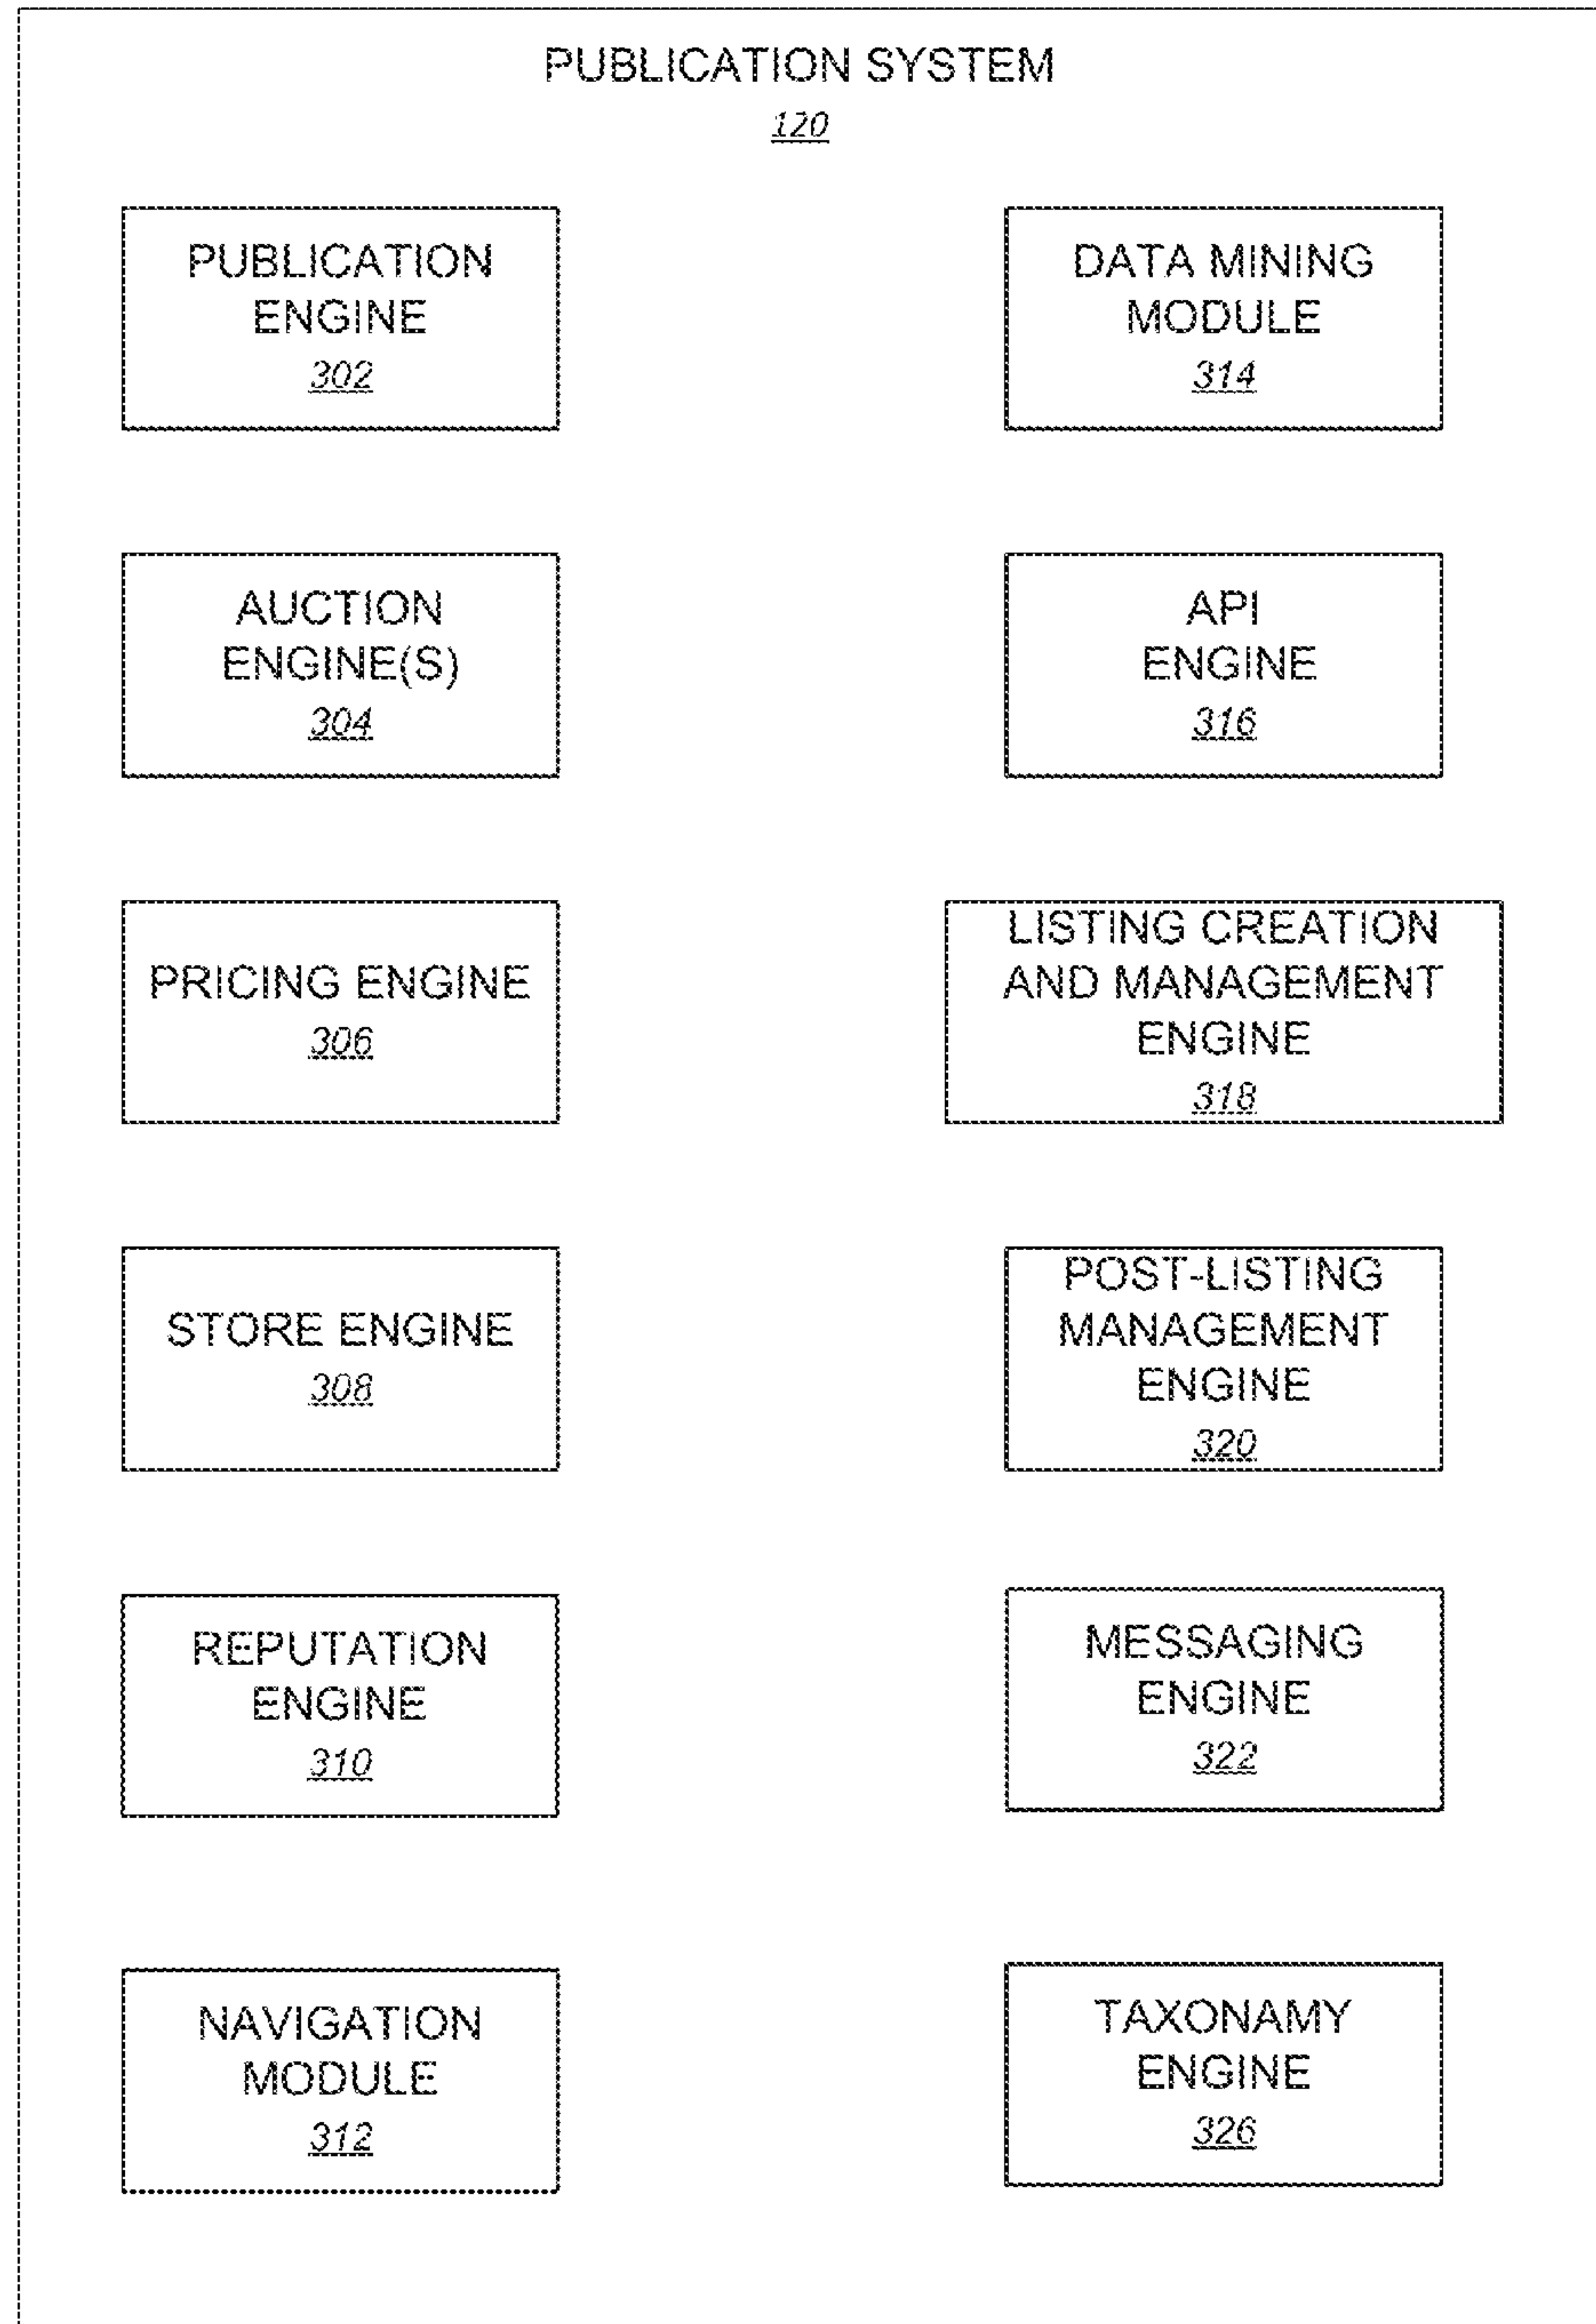 PUBLICATION SYSTEM
120
PUBLICATION
ENGINE
302
DATA MINING
MODULE
314
AUCTION
ENGINE(S)
304
API
ENGINE
316
PRICING ENGINE
306
LISTING CREATION
AND MANAGEMENT
ENGINE
318
STORE ENGINE
308
POST-LISTING
MANAGEMENT
ENGINE
320
REPUTATION
ENGINE
310
MESSAGING
ENGINE
322
NAVIGATION
MODULE
312
TAXONAMY
ENGINE
326